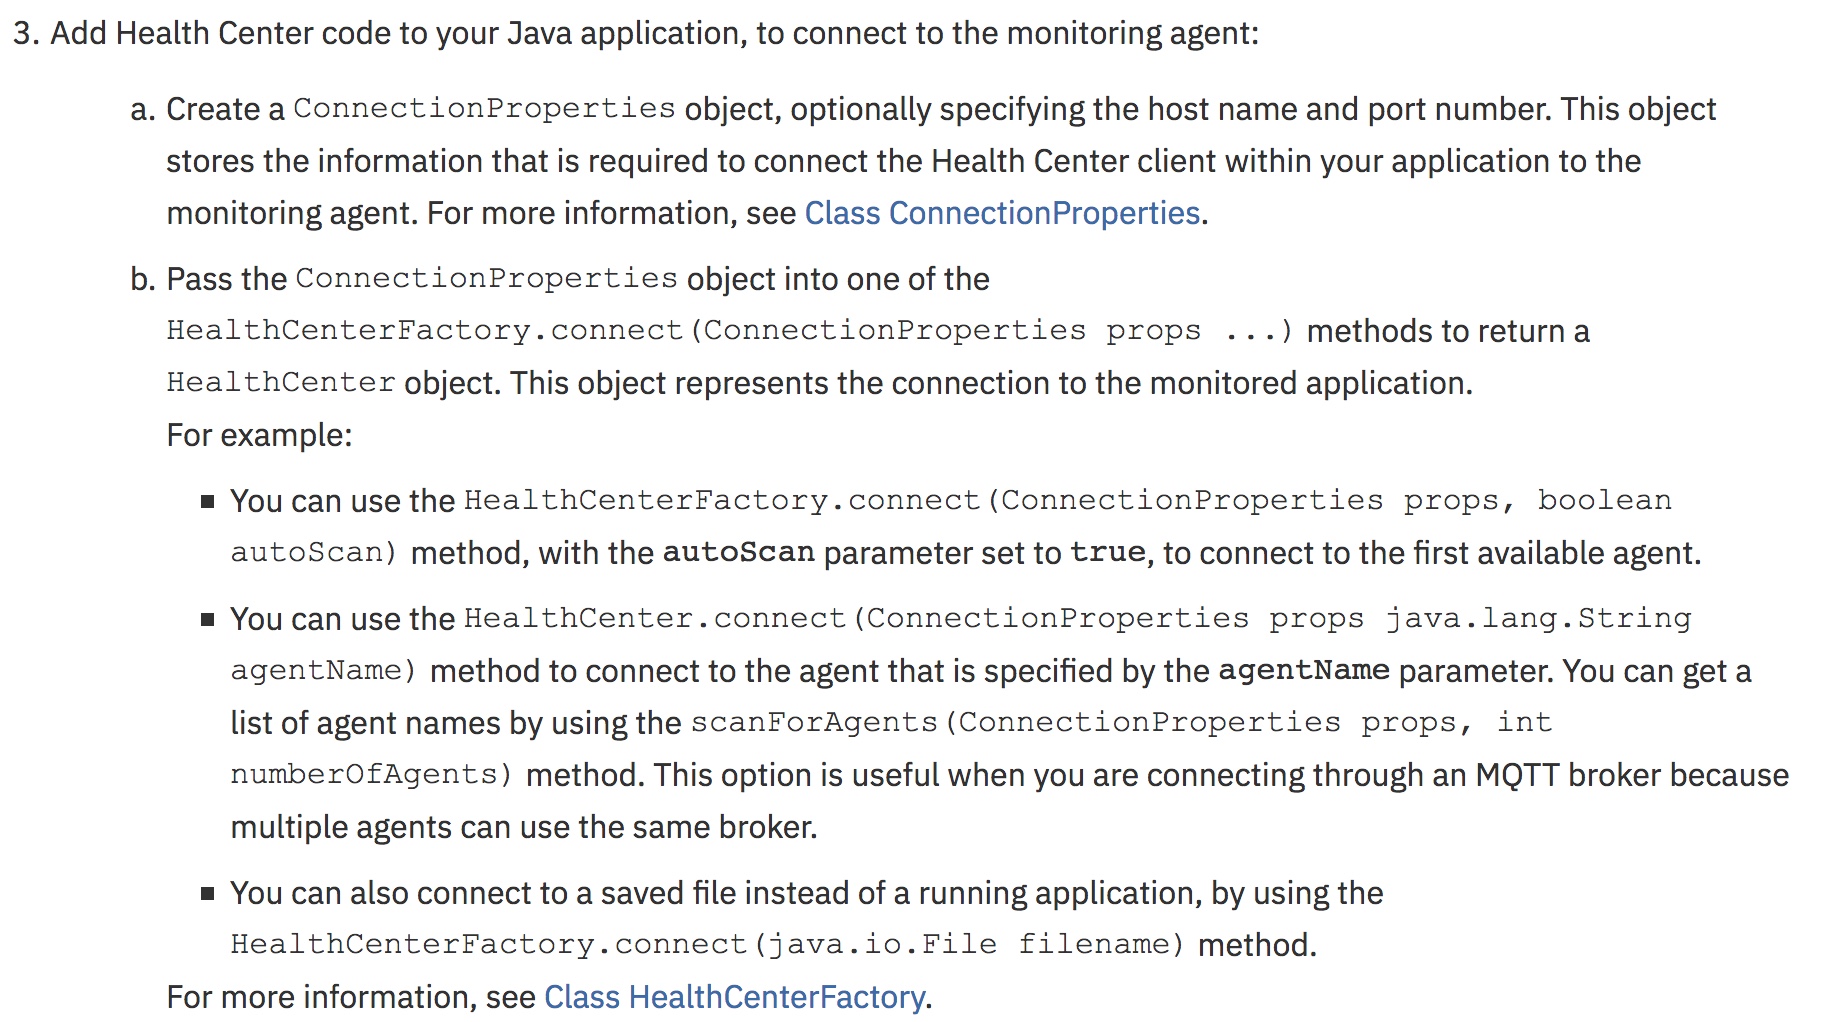 3. Add Health Center code to your Java application, to connect to the monitoring agent:
a. Create a ConnectionProperties object, optionally specifying the host name and port number. This object
stores the information that is required to connect the Health Center client within your application to the
monitoring agent. For more information, see Class ConnectionProperties.
b. Pass the ConnectionProperties object into one of the
HealthCenterFactory.connect(ConnectionProperties props ...) methods to return a
HealthCenter object. This object represents the connection to the monitored application.
For example:
■ You can use the HealthCenterFactory.connect(ConnectionProperties props, boolean
autoScan) method, with the autoScan parameter set to true, to connect to the first available agent.
■ You can use the HealthCenter.connect(ConnectionProperties props java.lang.String
agentName) method to connect to the agent that is specified by the agentName parameter. You can get a
list of agent names by using the scanForAgents(ConnectionProperties props, int
numberOfAgents) method. This option is useful when you are connecting through an MQTT broker because
multiple agents can use the same broker.
■ You can also connect to a saved file instead of a running application, by using the
HealthCenterFactory.connect(java.io.File filename) method.
For more information, see Class HealthCenterFactory.